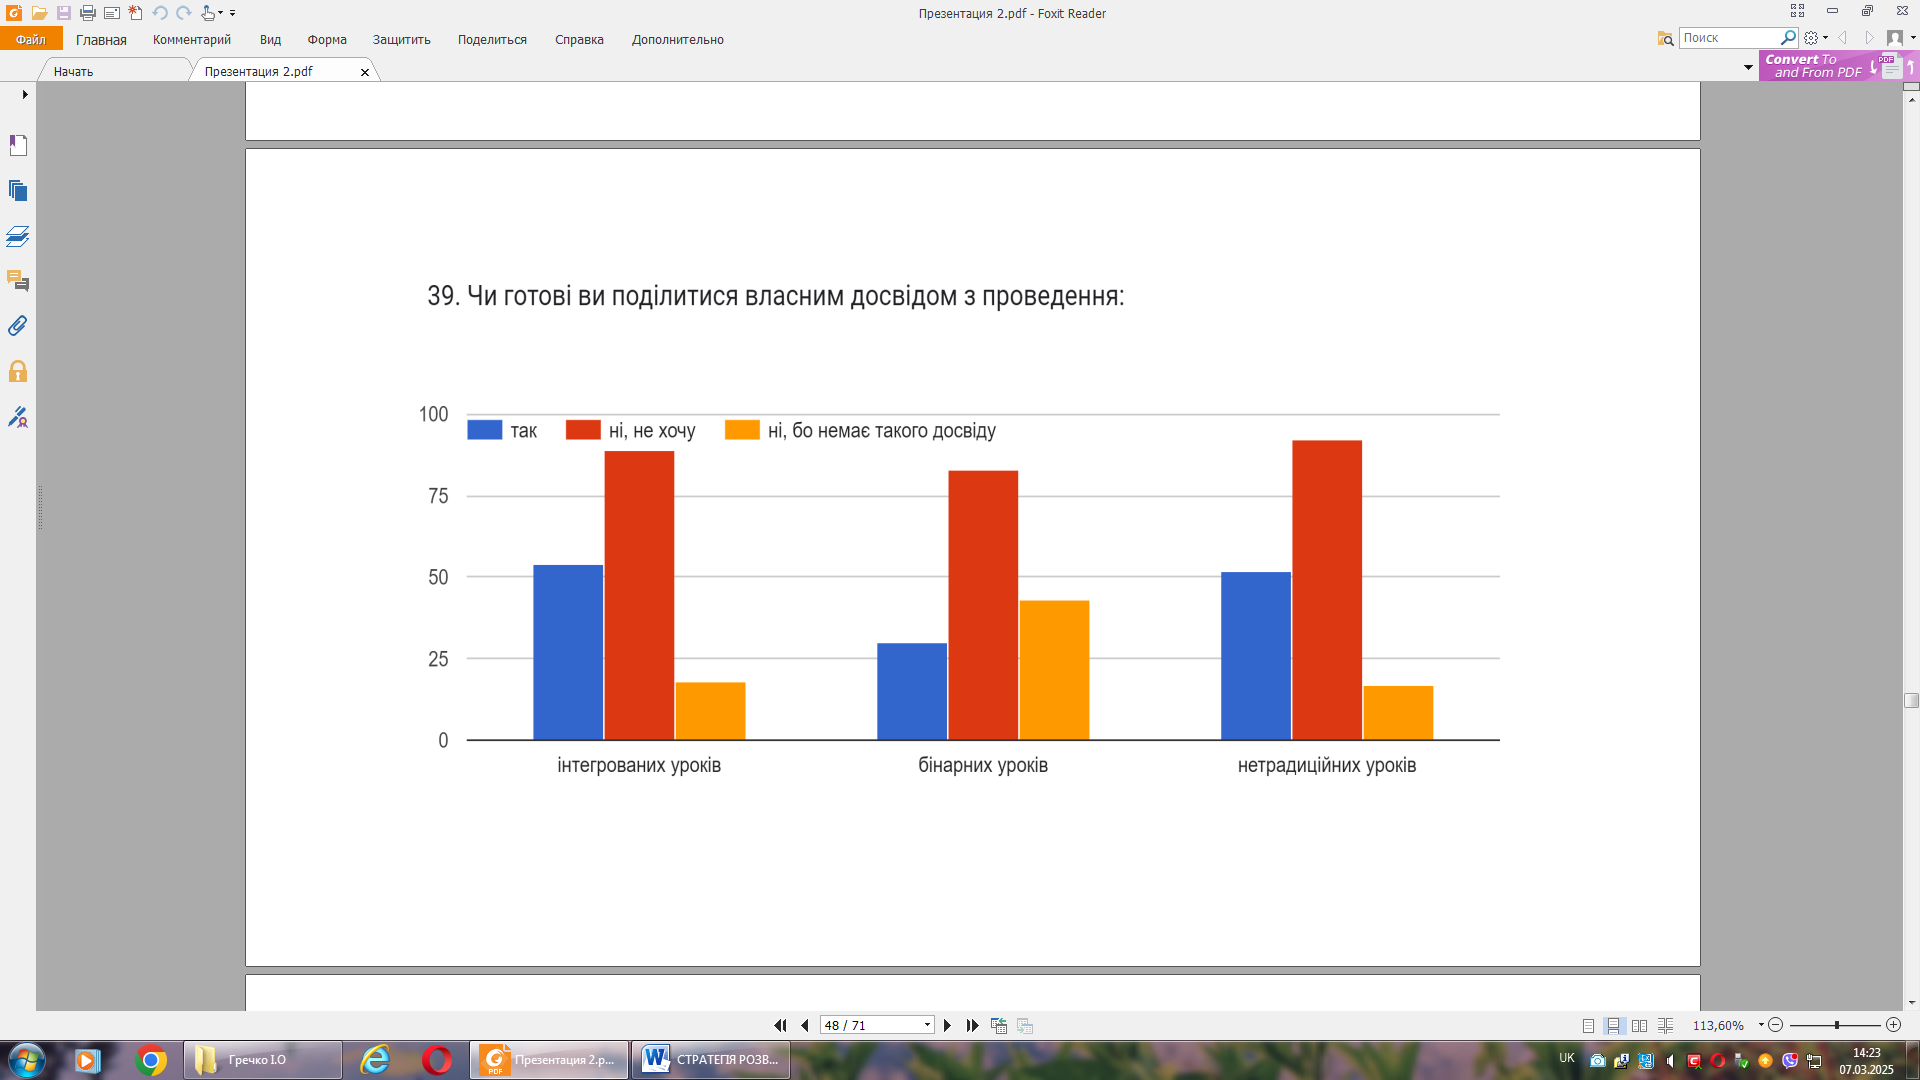 Презентация 2.pdf - Foxit Reader
Файл Главная Комментарий Вид Форма Защитить Поделиться Справка Дополнительно
Поиск
Начать Презентация 2.pdf
Convert To
and From PDF
PDF
39. Чи готові ви поділитися власним досвідом з проведення:
100
так ні, не хочу ні, бо немає такого досвіду
75
50
25
0
інтегрованих уроків бінарних уроків нетрадиційних уроків
48 / 71
113,60%
Гречко І.О
PDF
Презентация 2.p...
СТРАТЕГІЯ РОЗВ...
UK
14:23
07.03.2025